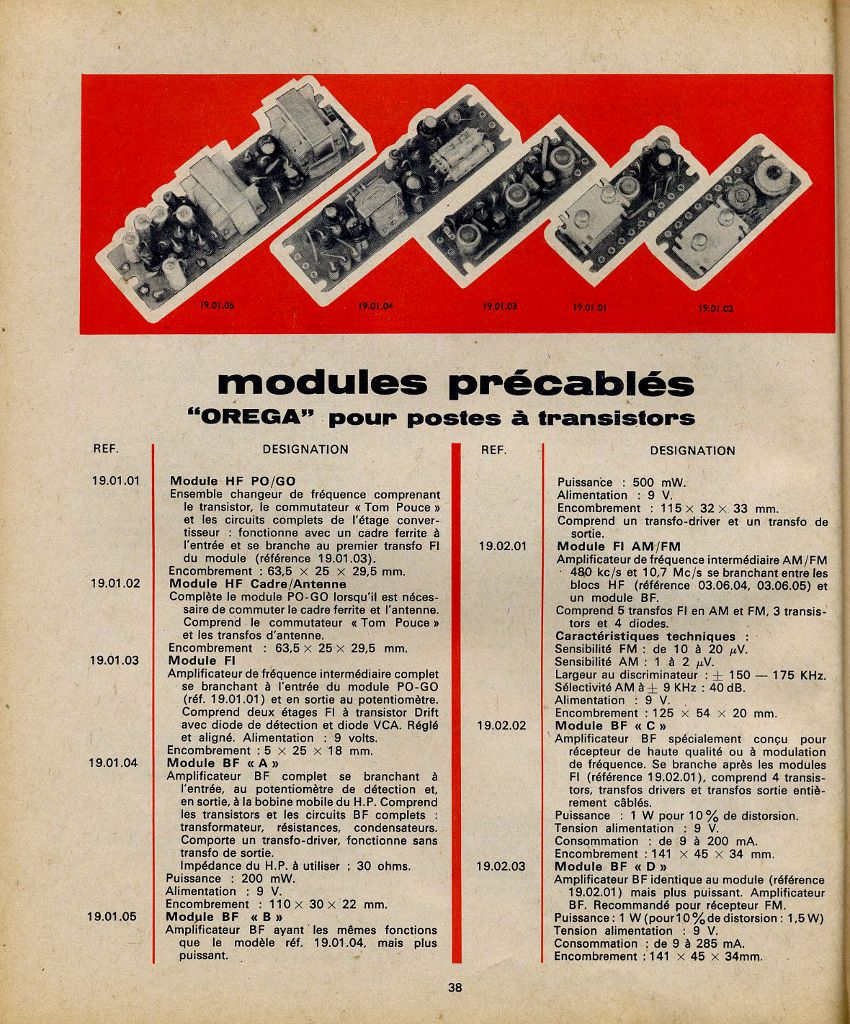 19.01.05
19.01.04
19.01.03
19.01.01
19.01.02
modules précablés
“OREGA” pour postes à transistors
REF.
DESIGNATION
19.01.01
Module HF PO/GO
Ensemble changeur de fréquence comprenant
le transistor, le commutateur « Tom Pouce »
et les circuits complets de l'étage conver-
tisseur : fonctionne avec un cadre ferrite à
l'entrée et se branche au premier transfo FI
du module (référence 19.01.03).
Encombrement : 63,5 × 25 × 29,5 mm.
19.01.02
Module HF Cadre/Antenne
Complète le module PO-GO lorsqu'il est néces-
saire de commuter le cadre ferrite et l'antenne.
Comprend le commutateur « Tom Pouce »
et les transfos d'antenne.
Encombrement : 63,5 × 25 × 29,5 mm.
19.01.03
Module FI
Amplificateur de fréquence intermédiaire complet
se branchant à l'entrée du module PO-GO
(réf. 19.01.01) et en sortie au potentiomètre.
Comprend deux étages FI à transistor Drift
avec diode de détection et diode VCA. Réglé
et aligné. Alimentation : 9 volts.
Encombrement : 5 × 25 × 18 mm.
19.01.04
Module BF « A »
Amplificateur BF complet se branchant à
l'entrée, au potentiomètre de détection et,
en sortie, à la bobine mobile du H.P. Comprend
les transistors et les circuits BF complets :
transformateur, résistances, condensateurs.
Comporte un transfo-driver, fonctionne sans
transfo de sortie.
Impédance du H.P. à utiliser : 30 ohms.
Puissance : 200 mW.
Alimentation : 9 V.
Encombrement : 110 × 30 × 22 mm.
19.01.05
Module BF « B »
Amplificateur BF ayant les mêmes fonctions
que le modèle réf. 19.01.04, mais plus
puissant.
REF.
DESIGNATION
Puissance : 500 mW.
Alimentation : 9 V.
Encombrement : 115 × 32 × 33 mm.
Comprend un transfo-driver et un transfo de
sortie.
19.02.01
Module FI AM/FM
Amplificateur de fréquence intermédiaire AM/FM
480 kc/s et 10,7 Mc/s se branchant entre les
blocs HF (référence 03.06.04, 03.06.05) et
un module BF.
Comprend 5 transfos FI en AM et FM, 3 transis-
tors et 4 diodes.
Caractéristiques techniques :
Sensibilité FM : de 10 à 20 µV.
Sensibilité AM : 1 à 2 µV.
Largeur au discriminateur : ± 150 — 175 KHz.
Sélectivité AM à ± 9 KHz : 40 dB.
Alimentation : 9 V.
Encombrement : 125 × 54 × 20 mm.
19.02.02
Module BF « C »
Amplificateur BF spécialement conçu pour
récepteur de haute qualité ou à modulation
de fréquence. Se branche après les modules
FI (référence 19.02.01), comprend 4 transis-
tors, transfos drivers et transfos sortie entiè-
rement câblés.
Puissance : 1 W pour 10 % de distorsion.
Tension alimentation : 9 V.
Consommation : de 9 à 200 mA.
Encombrement : 141 × 45 × 34 mm.
19.02.03
Module BF « D »
Amplificateur BF identique au module (référence
19.02.01) mais plus puissant. Amplificateur
BF. Recommandé pour récepteur FM.
Puissance : 1 W (pour 10 % de distorsion : 1,5 W)
Tension alimentation : 9 V.
Consommation : de 9 à 285 mA.
Encombrement : 141 × 45 × 34mm.
38